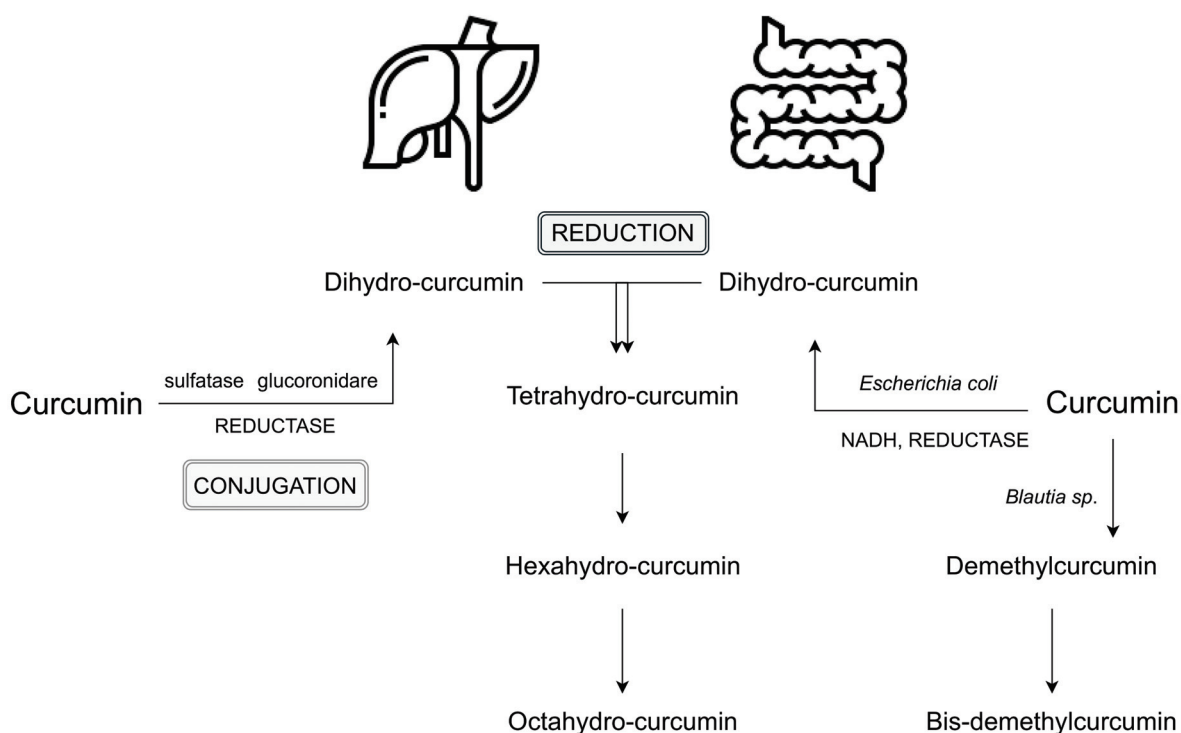 REDUCTION
Dihydro-curcumin
Dihydro-curcumin
sulfatase glucoronidare
Curcumin
REDUCTASE
CONJUGATION
Tetrahydro-curcumin
Escherichia coli
Curcumin
NADH, REDUCTASE
Blautia sp.
Hexahydro-curcumin
Demethylcurcumin
Octahydro-curcumin
Bis-demethylcurcumin